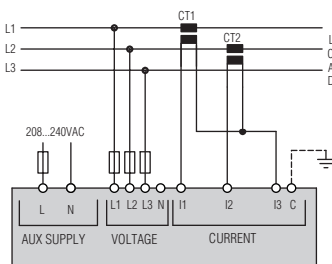 CT1
L1
L2
CT2
L3
L
O
A
D
208...240VAC
L N L1 L2 L3 N I1 I2 I3 C
AUX SUPPLY VOLTAGE CURRENT